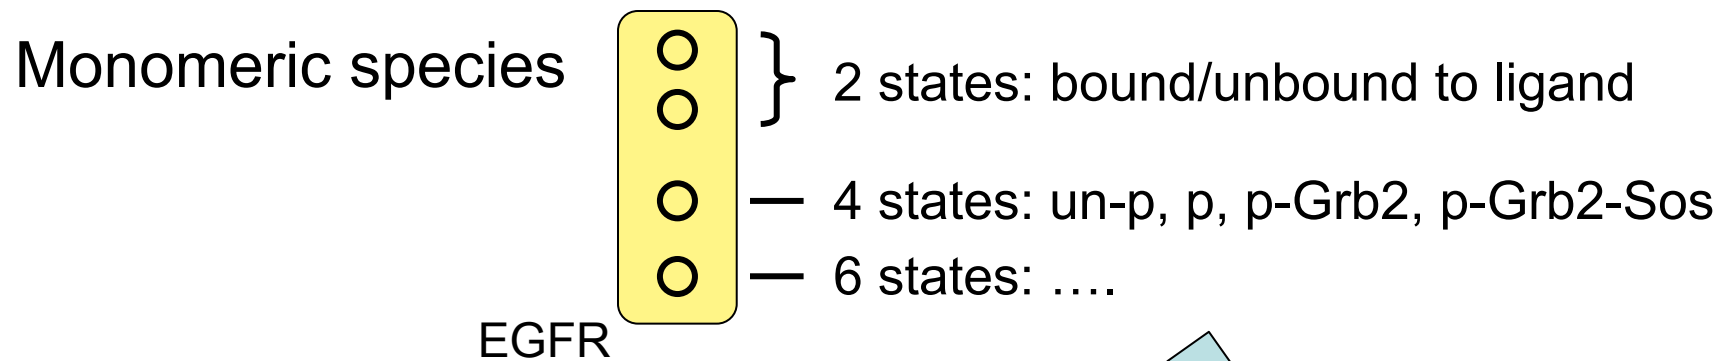 Monomeric species
2 states: bound/unbound to ligand
4 states: un-p, p, p-Grb2, p-Grb2-Sos
6 states: ….
EGFR